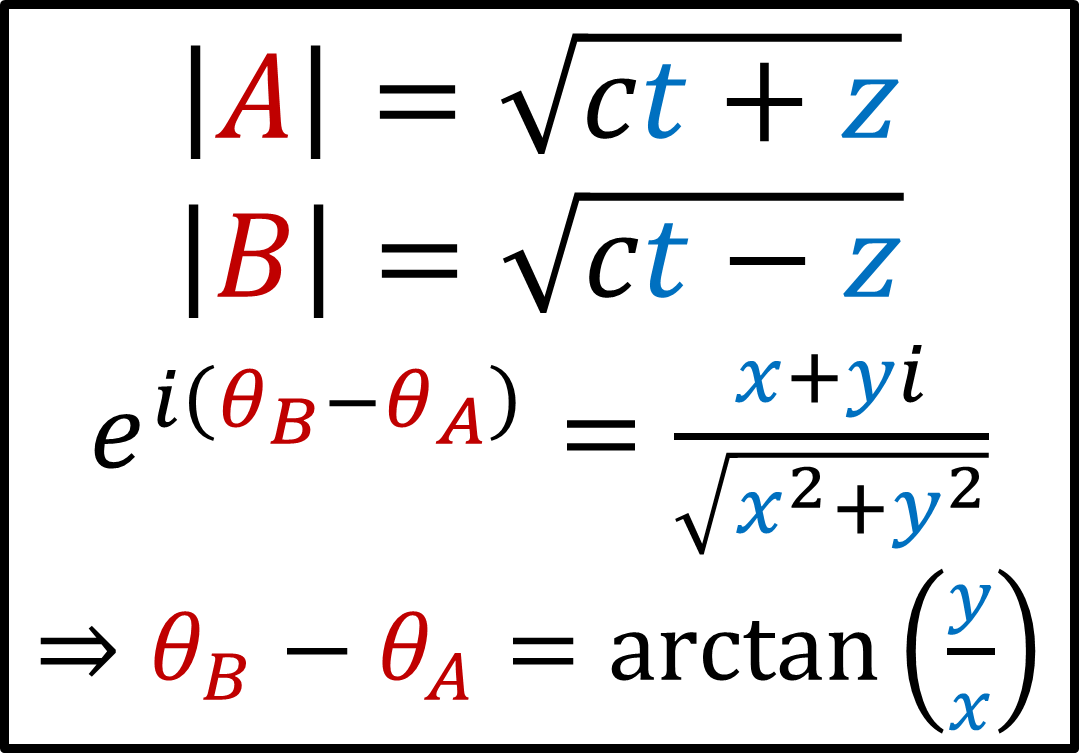 |A| = √(ct + z)
|B| = √(ct − z)
e^{i(θ_B−θ_A)} = (x+yi)/√(x²+y²)
⇒ θ_B − θ_A = arctan(y/x)